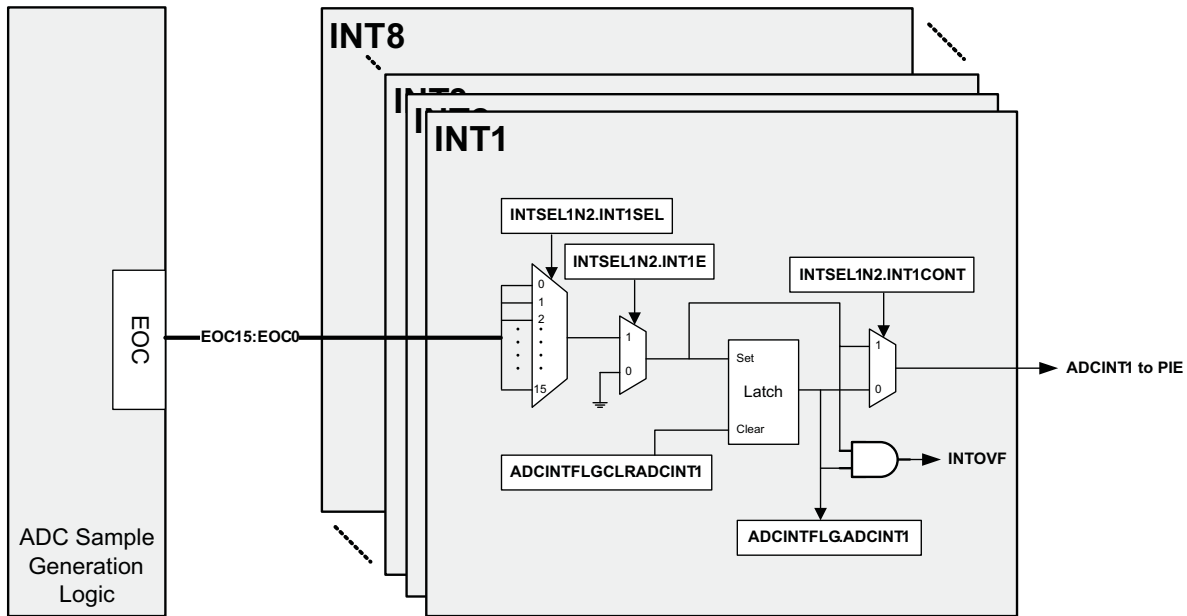 INT8
INT1
INTSEL1N2.INT1SEL
INTSEL1N2.INT1E
INTSEL1N2.INT1CONT
0
1
2
15
1
0
Set
Latch
Clear
1
0
EOC
EOC15:EOC0
ADCINT1 to PIE
INTOVF
ADCINTFLGCLRADCINT1
ADCINTFLG.ADCINT1
ADC Sample
Generation
Logic